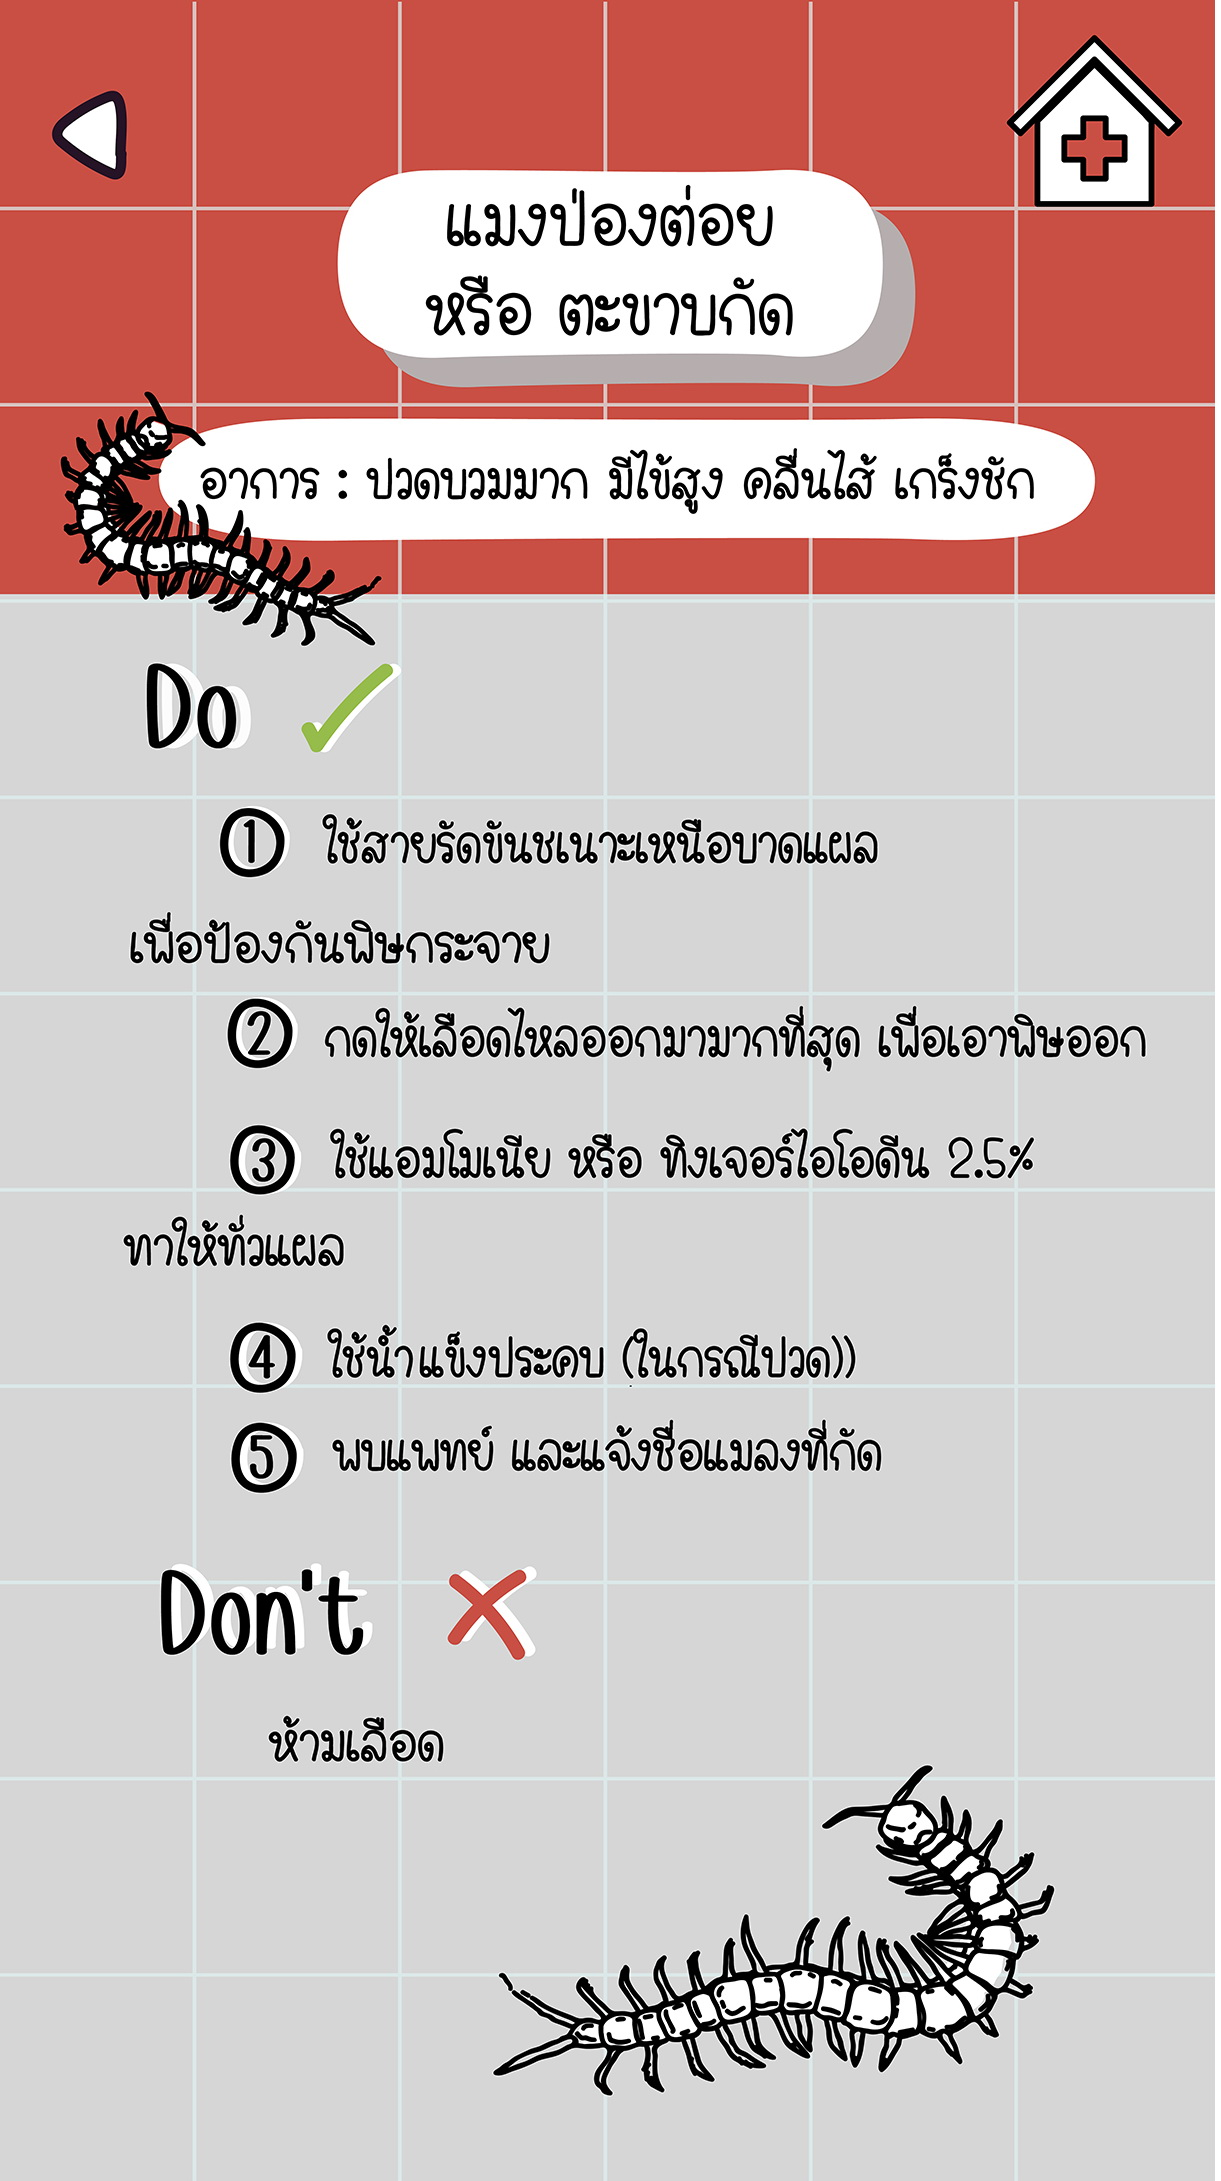 แมงป่องต่อย
หรือ ตะขาบกัด
อาการ : ปวดบวมมาก มีไข้สูง คลื่นไส้ เกร็งชัก
Do
1 ใช้สายรัดขันชเนาะเหนือบาดแผล
เพื่อป้องกันพิษกระจาย
2 กดให้เลือดไหลออกมามากที่สุด เพื่อเอาพิษออก
3 ใช้แอมโมเนีย หรือ ทิงเจอร์ไอโอดีน 2.5%
ทาให้ทั่วแผล
4 ใช้น้ำแข็งประคบ (ในกรณีปวด))
5 พบแพทย์ และแจ้งชื่อแมลงที่กัด
Don't
ห้ามเลือด